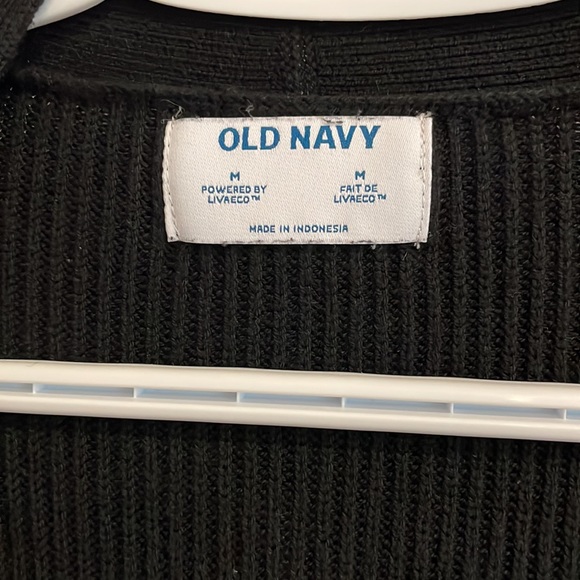 OLD NAVY
M M
POWERED BY FAIT DE
LIVAECO™ LIVAECO™
MADE IN INDONESIA